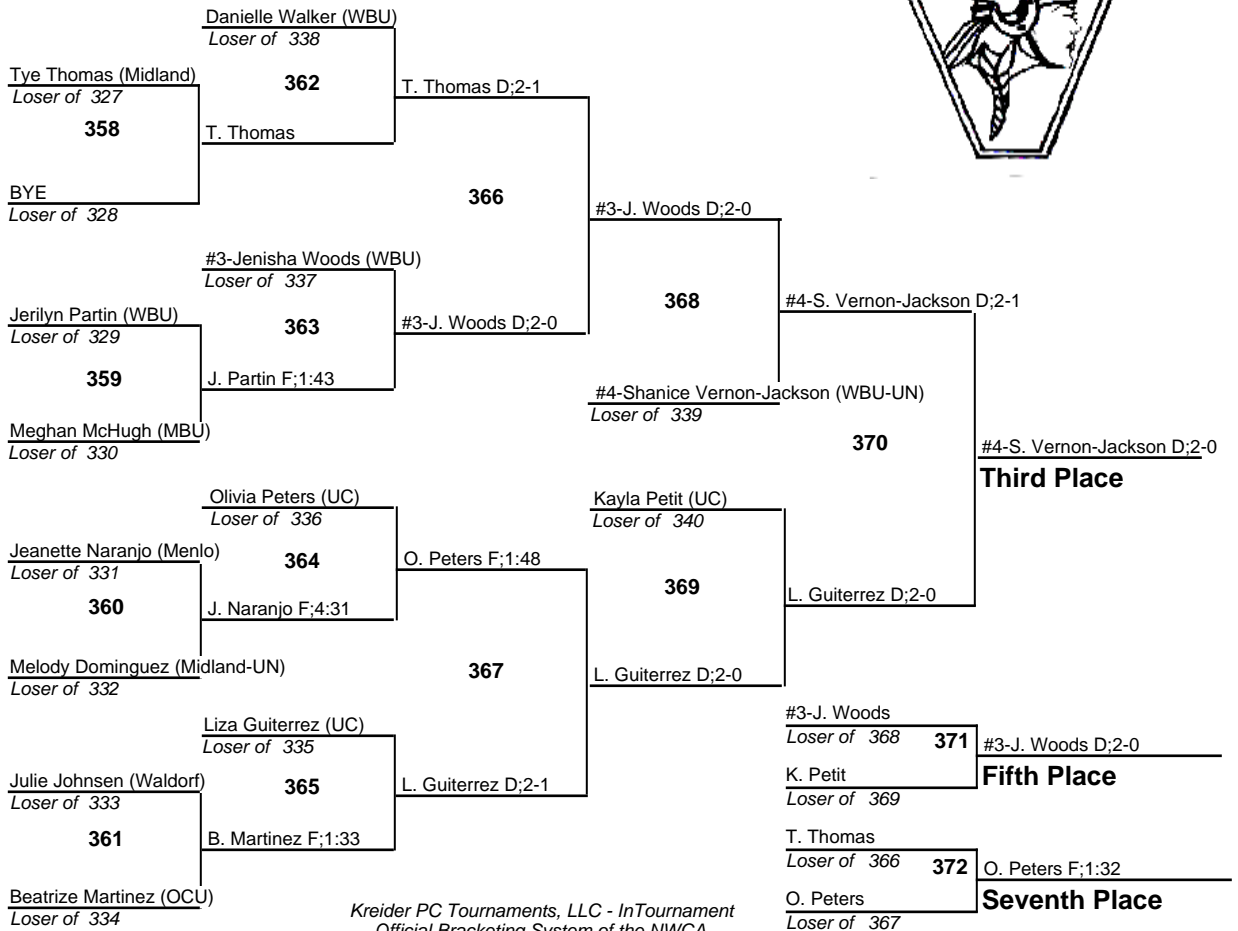 Danielle Walker (WBU)
Loser of 338
Tye Thomas (Midland)
Loser of 327
362
T. Thomas D;2-1
358
T. Thomas
BYE
Loser of 328
366
#3-J. Woods D;2-0
#3-Jenisha Woods (WBU)
Loser of 337
Jerilyn Partin (WBU)
Loser of 329
363
#3-J. Woods D;2-0
368
#4-S. Vernon-Jackson D;2-1
359
J. Partin F;1:43
#4-Shanice Vernon-Jackson (WBU-UN)
Loser of 339
Meghan McHugh (MBU)
Loser of 330
370
#4-S. Vernon-Jackson D;2-0
Third Place
Olivia Peters (UC)
Loser of 336
Kayla Petit (UC)
Loser of 340
Jeanette Naranjo (Menlo)
Loser of 331
364
O. Peters F;1:48
369
L. Guiterrez D;2-0
360
J. Naranjo F;4:31
Melody Dominguez (Midland-UN)
Loser of 332
367
L. Guiterrez D;2-0
Liza Guiterrez (UC)
Loser of 335
#3-J. Woods
Loser of 368
371
#3-J. Woods D;2-0
Fifth Place
K. Petit
Loser of 369
Julie Johnsen (Waldorf)
Loser of 333
365
L. Guiterrez D;2-1
361
B. Martinez F;1:33
T. Thomas
Loser of 366
372
O. Peters F;1:32
Seventh Place
O. Peters
Loser of 367
Beatrize Martinez (OCU)
Loser of 334
Kreider PC Tournaments, LLC - InTournament
Official Bracketing System of the NWCA